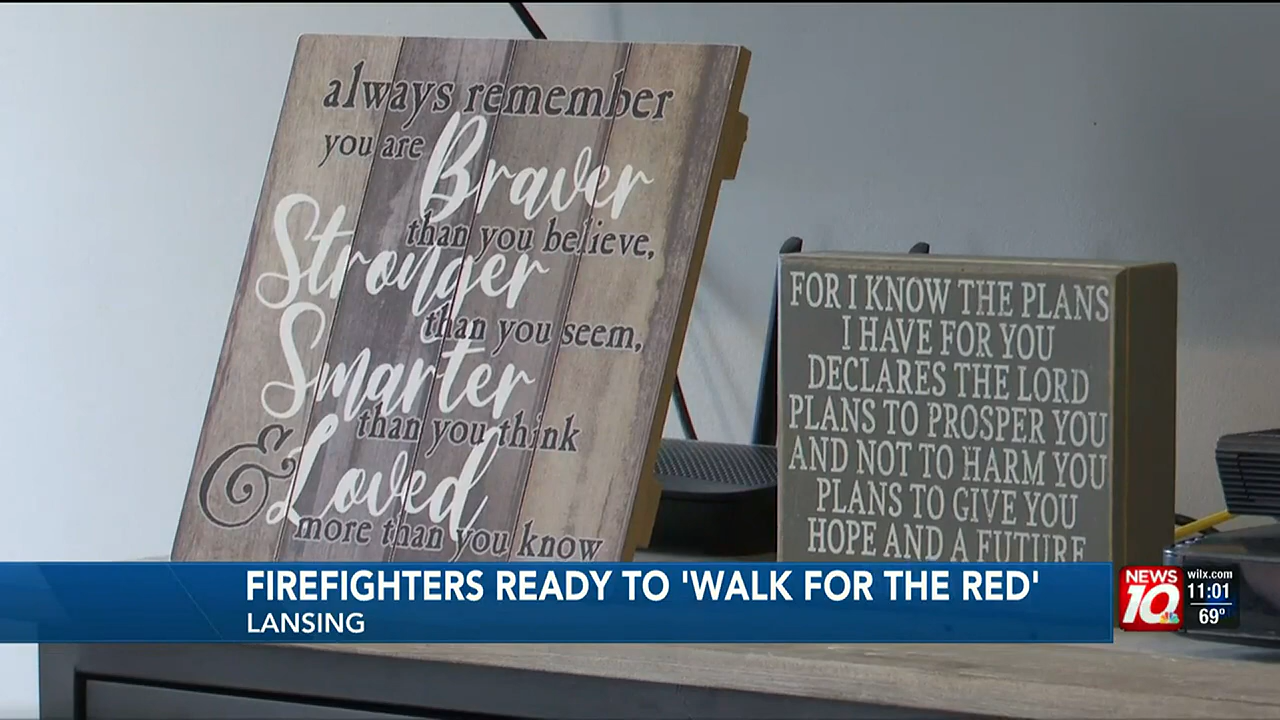 always remember
you are Braver
than you believe,
Stronger
than you seem,
Smarter
than you think
& Loved
more than you know
FOR I KNOW THE PLANS
I HAVE FOR YOU
DECLARES THE LORD
PLANS TO PROSPER YOU
AND NOT TO HARM YOU
PLANS TO GIVE YOU
HOPE AND A FUTURE
FIREFIGHTERS READY TO 'WALK FOR THE RED'
LANSING
NEWS
10
wilx.com
11:01
69°